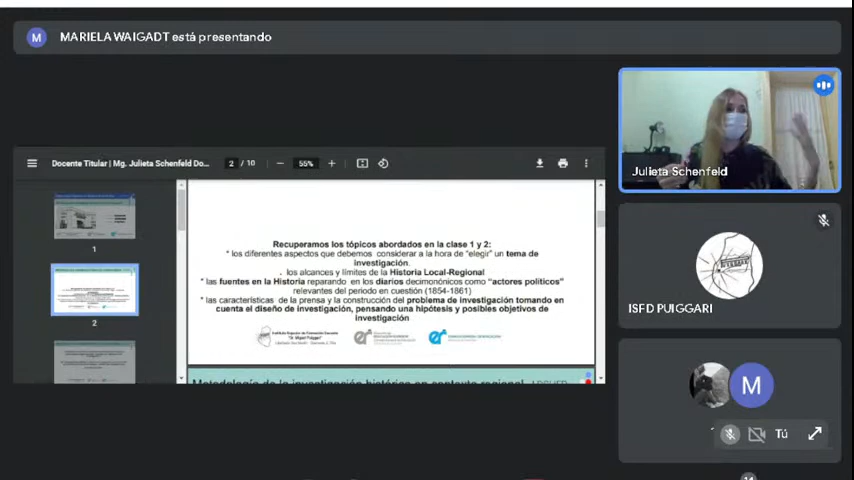 M MARIELA WAIGADT está presentando
Docente Titular | Mg. Julieta Schenfeld Do... 2 / 10 55%
Recuperamos los tópicos abordados en la clase 1 y 2:
* los diferentes aspectos que debemos considerar a la hora de "elegir" un tema de
investigación.
. los alcances y límites de la Historia Local-Regional
* las fuentes en la Historia reparando en los diarios decimonónicos como "actores políticos"
relevantes del periodo en cuestión (1854-1861)
* las características de la prensa y la construcción del problema de investigación tomando en
cuenta el diseño de investigación, pensando una hipótesis y posibles objetivos de
investigación
Metodología de la investigación histórica en contexto regional
1
2
Julieta Schenfeld
ISFD PUIGGARI
M
Tú